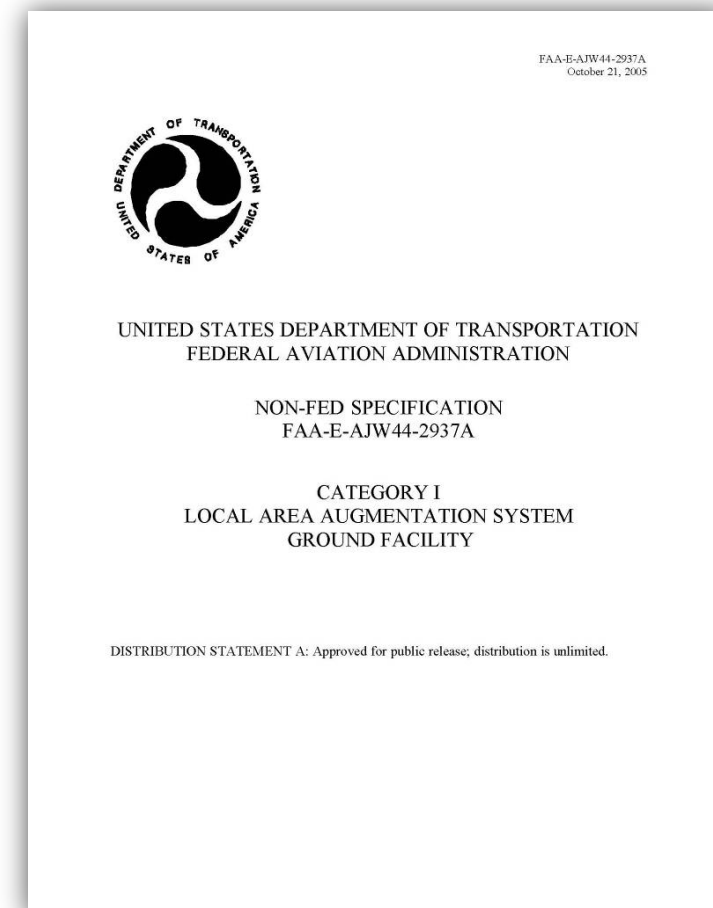 FAA-E-AJW44-2937A
October 21, 2005
DEPARTMENT OF TRANSPORTATION
UNITED STATES OF AMERICA
UNITED STATES DEPARTMENT OF TRANSPORTATION
FEDERAL AVIATION ADMINISTRATION
NON-FED SPECIFICATION
FAA-E-AJW44-2937A
CATEGORY I
LOCAL AREA AUGMENTATION SYSTEM
GROUND FACILITY
DISTRIBUTION STATEMENT A: Approved for public release; distribution is unlimited.